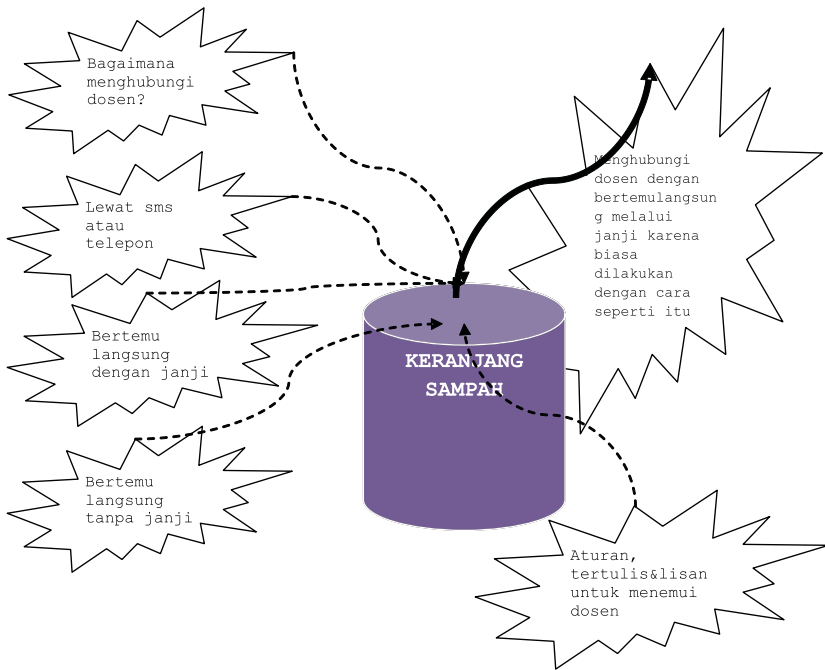 Bagaimana
menghubungi
dosen?
Lewat sms
atau
telepon
Bertemu
langsung
dengan janji
Bertemu
langsung
tanpa janji
KERANJANG
SAMPAH
Menghubungi
dosen dengan
bertemulangsun
g melalui
janji karena
biasa
dilakukan
dengan cara
seperti itu
Aturan,
tertulis&lisan
untuk menemui
dosen